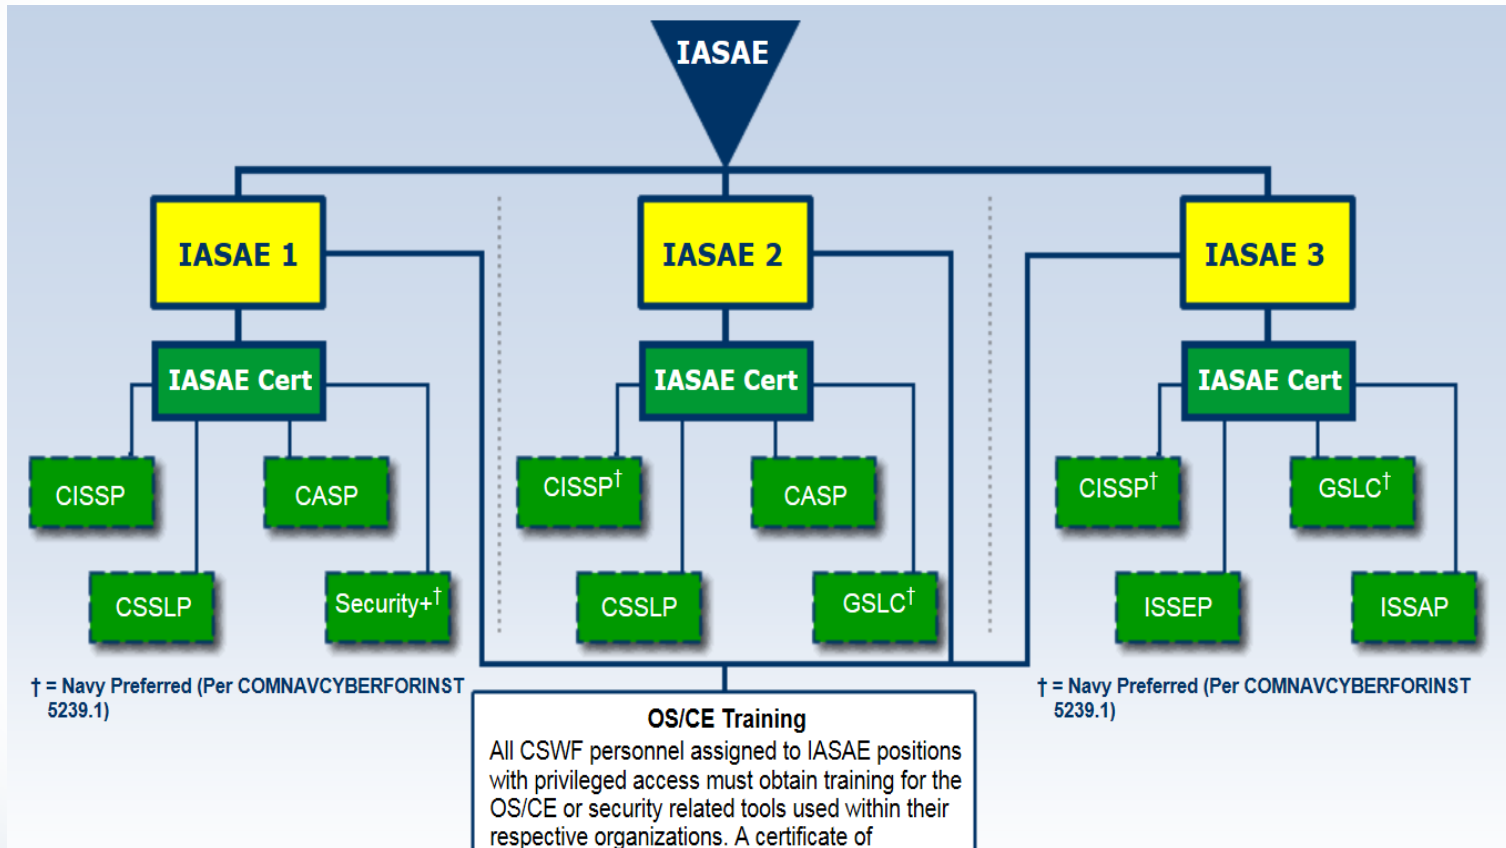 IASAE
IASAE 1
IASAE 2
IASAE 3
IASAE Cert
IASAE Cert
IASAE Cert
CISSP
CASP
CISSP†
CASP
CISSP†
GSLC†
CSSLP
Security+†
CSSLP
GSLC†
ISSEP
ISSAP
† = Navy Preferred (Per COMNAVCYBERFORINST
5239.1)
† = Navy Preferred (Per COMNAVCYBERFORINST
5239.1)
OS/CE Training
All CSWF personnel assigned to IASAE positions
with privileged access must obtain training for the
OS/CE or security related tools used within their
respective organizations. A certificate of